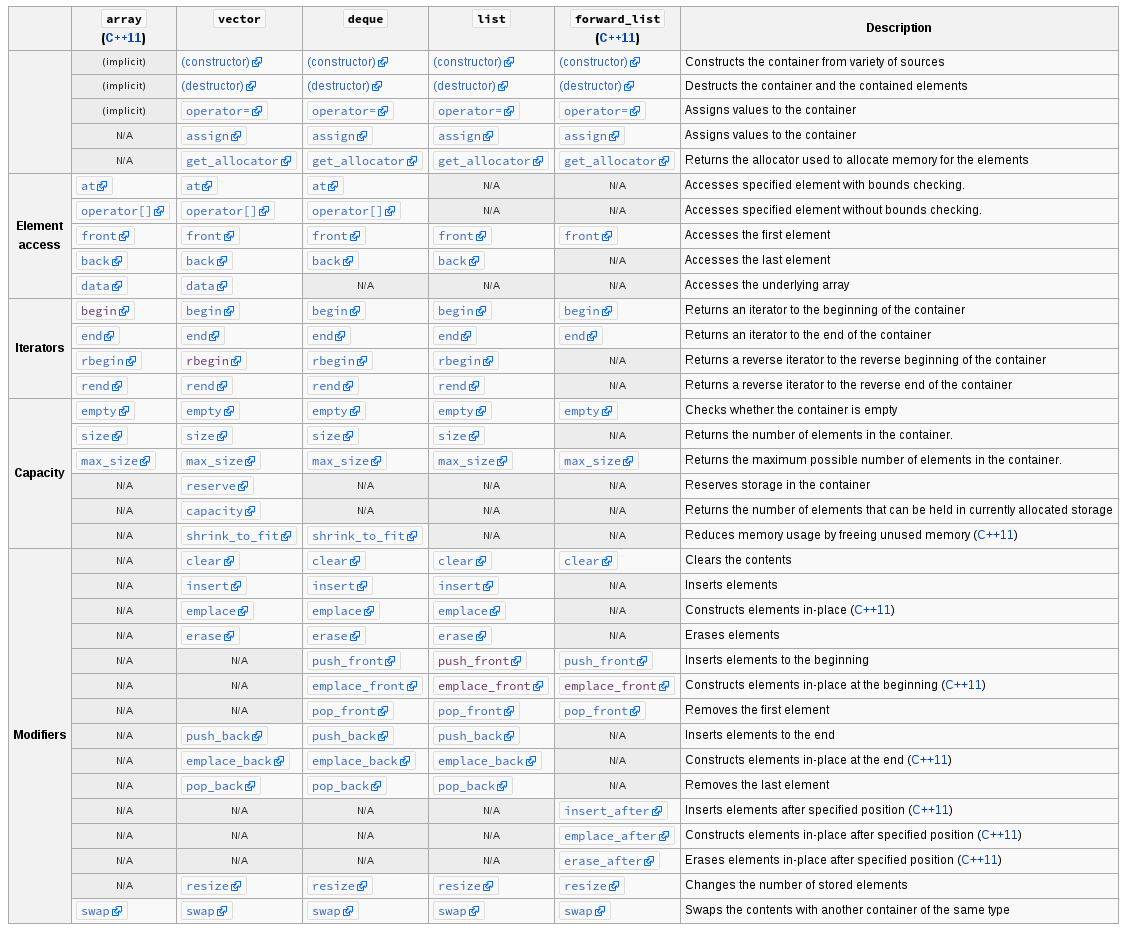 array vector deque list forward_list Description
(C++11) (C++11)
(implicit) (constructor) (constructor) (constructor) (constructor) Constructs the container from variety of sources
(implicit) (destructor) (destructor) (destructor) (destructor) Destructs the container and the contained elements
(implicit) operator= operator= operator= operator= Assigns values to the container
N/A assign assign assign assign Assigns values to the container
N/A get_allocator get_allocator get_allocator get_allocator Returns the allocator used to allocate memory for the elements
Element access
at at at N/A N/A Accesses specified element with bounds checking.
operator[] operator[] operator[] N/A N/A Accesses specified element without bounds checking.
front front front front front Accesses the first element
back back back back N/A Accesses the last element
data data N/A N/A N/A Accesses the underlying array
Iterators
begin begin begin begin begin Returns an iterator to the beginning of the container
end end end end end Returns an iterator to the end of the container
rbegin rbegin rbegin rbegin N/A Returns a reverse iterator to the reverse beginning of the container
rend rend rend rend N/A Returns a reverse iterator to the reverse end of the container
Capacity
empty empty empty empty empty Checks whether the container is empty
size size size size N/A Returns the number of elements in the container.
max_size max_size max_size max_size max_size Returns the maximum possible number of elements in the container.
N/A reserve N/A N/A N/A Reserves storage in the container
N/A capacity N/A N/A N/A Returns the number of elements that can be held in currently allocated storage
N/A shrink_to_fit shrink_to_fit N/A N/A Reduces memory usage by freeing unused memory (C++11)
Modifiers
N/A clear clear clear clear Clears the contents
N/A insert insert insert N/A Inserts elements
N/A emplace emplace emplace N/A Constructs elements in-place (C++11)
N/A erase erase erase N/A Erases elements
N/A N/A push_front push_front push_front Inserts elements to the beginning
N/A N/A emplace_front emplace_front emplace_front Constructs elements in-place at the beginning (C++11)
N/A N/A pop_front pop_front pop_front Removes the first element
N/A push_back push_back push_back N/A Inserts elements to the end
N/A emplace_back emplace_back emplace_back N/A Constructs elements in-place at the end (C++11)
N/A pop_back pop_back pop_back N/A Removes the last element
N/A N/A N/A N/A insert_after Inserts elements after specified position (C++11)
N/A N/A N/A N/A emplace_after Constructs elements in-place after specified position (C++11)
N/A N/A N/A N/A erase_after Erases elements in-place after specified position (C++11)
N/A resize resize resize resize Changes the number of stored elements
swap swap swap swap swap Swaps the contents with another container of the same type